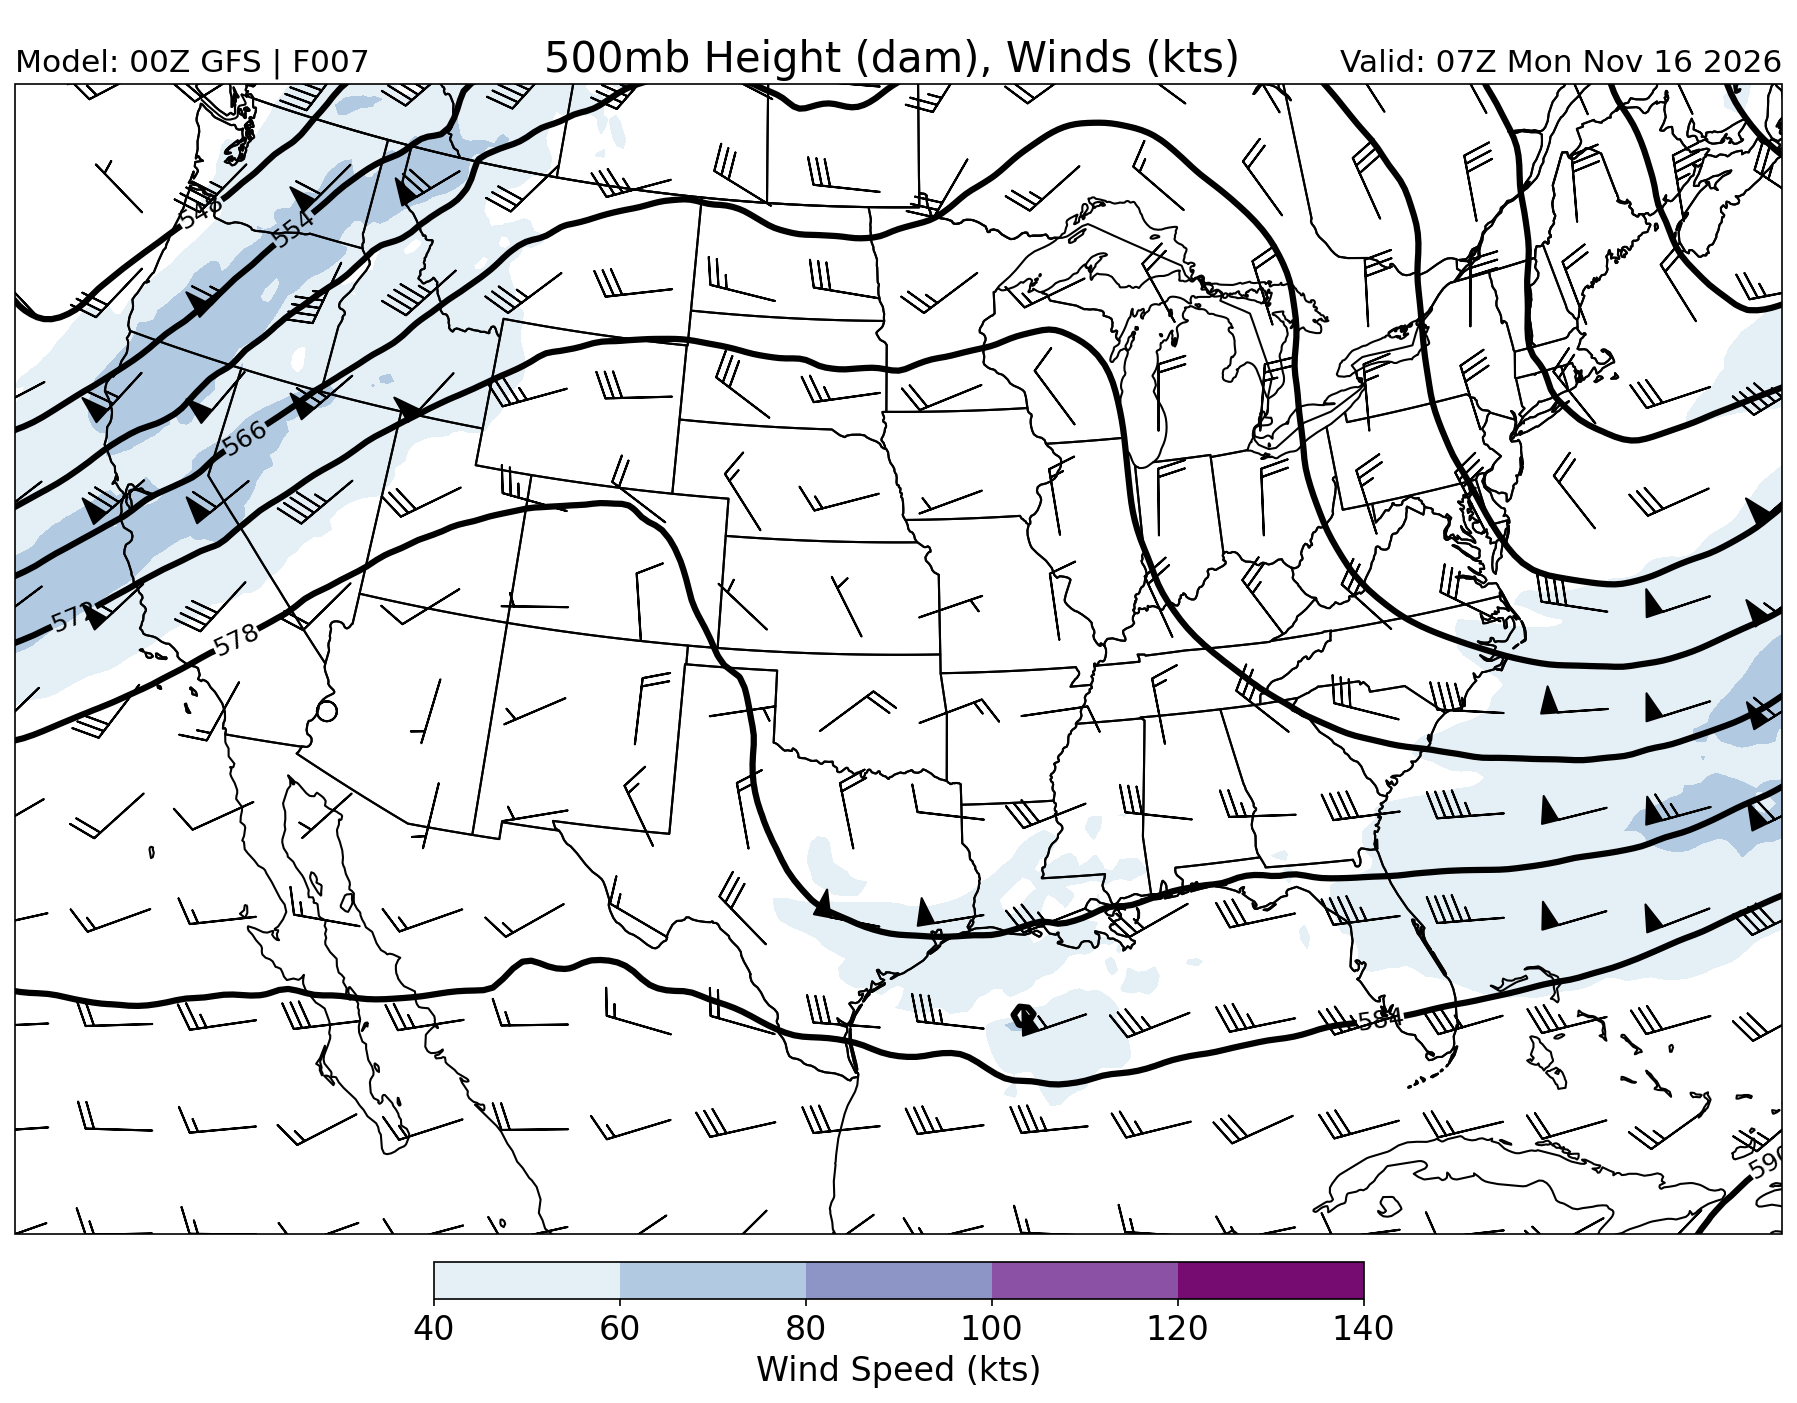 Model: 00Z GFS | F007
500mb Height (dam), Winds (kts)
Valid: 07Z Mon Nov 16 2026
548
554
566
572
578
584
590
40 60 80 100 120 140
Wind Speed (kts)